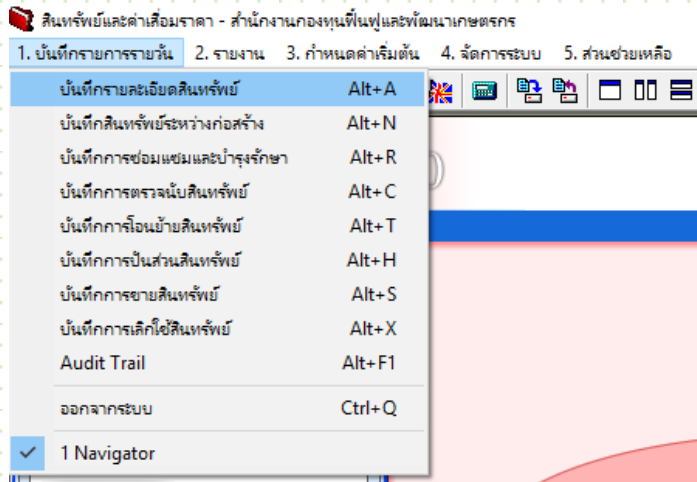 สินทรัพย์และค่าเสื่อมราคา - สำนักงานกองทุนฟื้นฟูและพัฒนาเกษตรกร
1. บันทึกรายการรายวัน 2. รายงาน 3. กำหนดค่าเริ่มต้น 4. จัดการระบบ 5. ส่วนช่วยเหลือ
บันทึกรายละเอียดสินทรัพย์ Alt+A
บันทึกสินทรัพย์ระหว่างก่อสร้าง Alt+N
บันทึกการซ่อมแซมและบำรุงรักษา Alt+R
บันทึกการตรวจนับสินทรัพย์ Alt+C
บันทึกการโอนย้ายสินทรัพย์ Alt+T
บันทึกการปันส่วนสินทรัพย์ Alt+H
บันทึกการขายสินทรัพย์ Alt+S
บันทึกการเลิกใช้สินทรัพย์ Alt+X
Audit Trail Alt+F1
ออกจากระบบ Ctrl+Q
1 Navigator